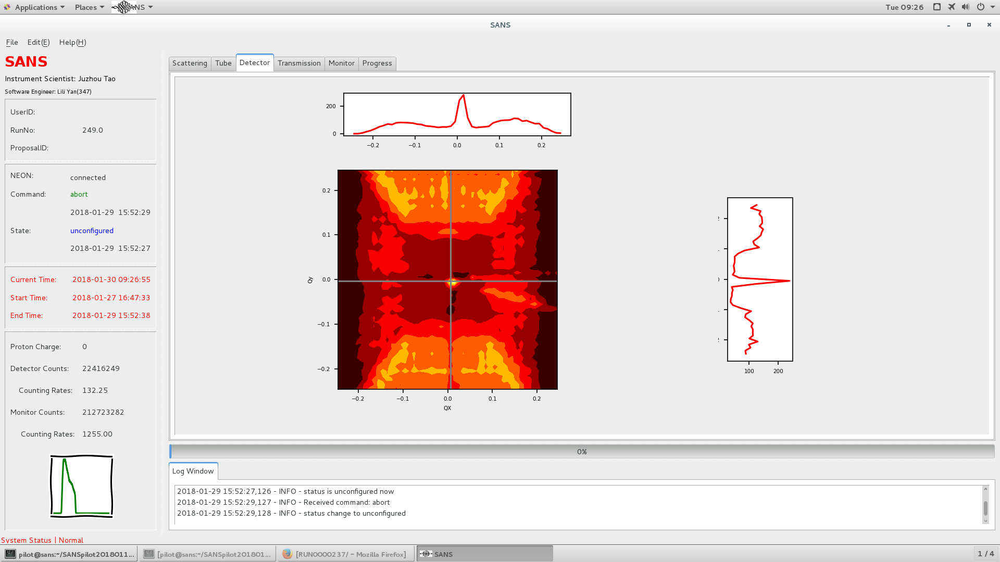 Applications Places SANS Tue 09:26
SANS
File Edit(E) Help(H)
SANS
Instrument Scientist: Juzhou Tao
Software Engineer: Lili Yan(347)
UserID:
RunNo: 249.0
ProposalID:
NEON: connected
Command: abort
2018-01-29 15:52:29
State: unconfigured
2018-01-29 15:52:27
Current Time: 2018-01-30 09:26:55
Start Time: 2018-01-27 16:47:33
End Time: 2018-01-29 15:52:38
Proton Charge: 0
Detector Counts: 22416249
Counting Rates: 132.25
Monitor Counts: 212723282
Counting Rates: 1255.00
System Status | Normal
Scattering Tube Detector Transmission Monitor Progress
200
0
−0.2 −0.1 0.0 0.1 0.2
0.2
0.1
0.0
−0.1
−0.2
Qy
−0.2 −0.1 0.0 0.1 0.2
QX
100 200
0%
Log Window
2018-01-29 15:52:27,126 - INFO - status is unconfigured now
2018-01-29 15:52:29,127 - INFO - Received command: abort
2018-01-29 15:52:29,128 - INFO - status change to unconfigured
pilot@sans:~/SANSpilot2018011... [pilot@sans:~/SANSpilot201801... [RUN0000237/ - Mozilla Firefox] SANS 1 / 4